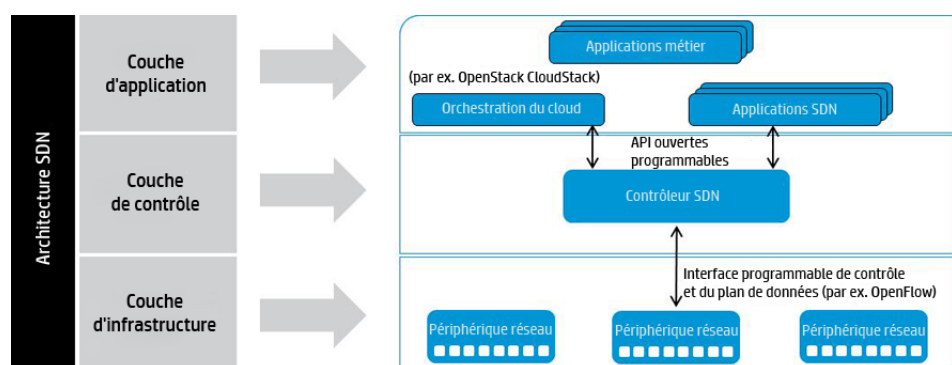 Architecture SDN
Couche
d'application
Applications métier
(par ex. OpenStack CloudStack)
Orchestration du cloud
Applications SDN
API ouvertes
programmables
Couche
de contrôle
Contrôleur SDN
Couche
d'infrastructure
Interface programmable de contrôle
et du plan de données (par ex. OpenFlow)
Périphérique réseau
Périphérique réseau
Périphérique réseau